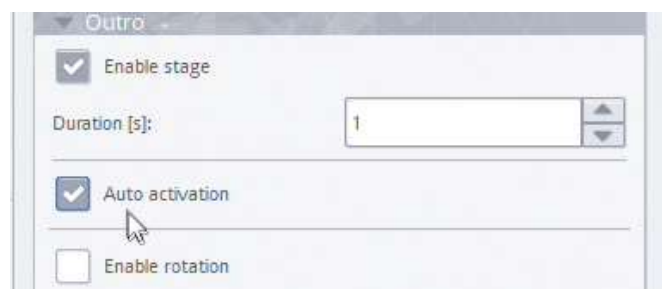 Outro
Enable stage
Duration [s]: 1
Auto activation
Enable rotation